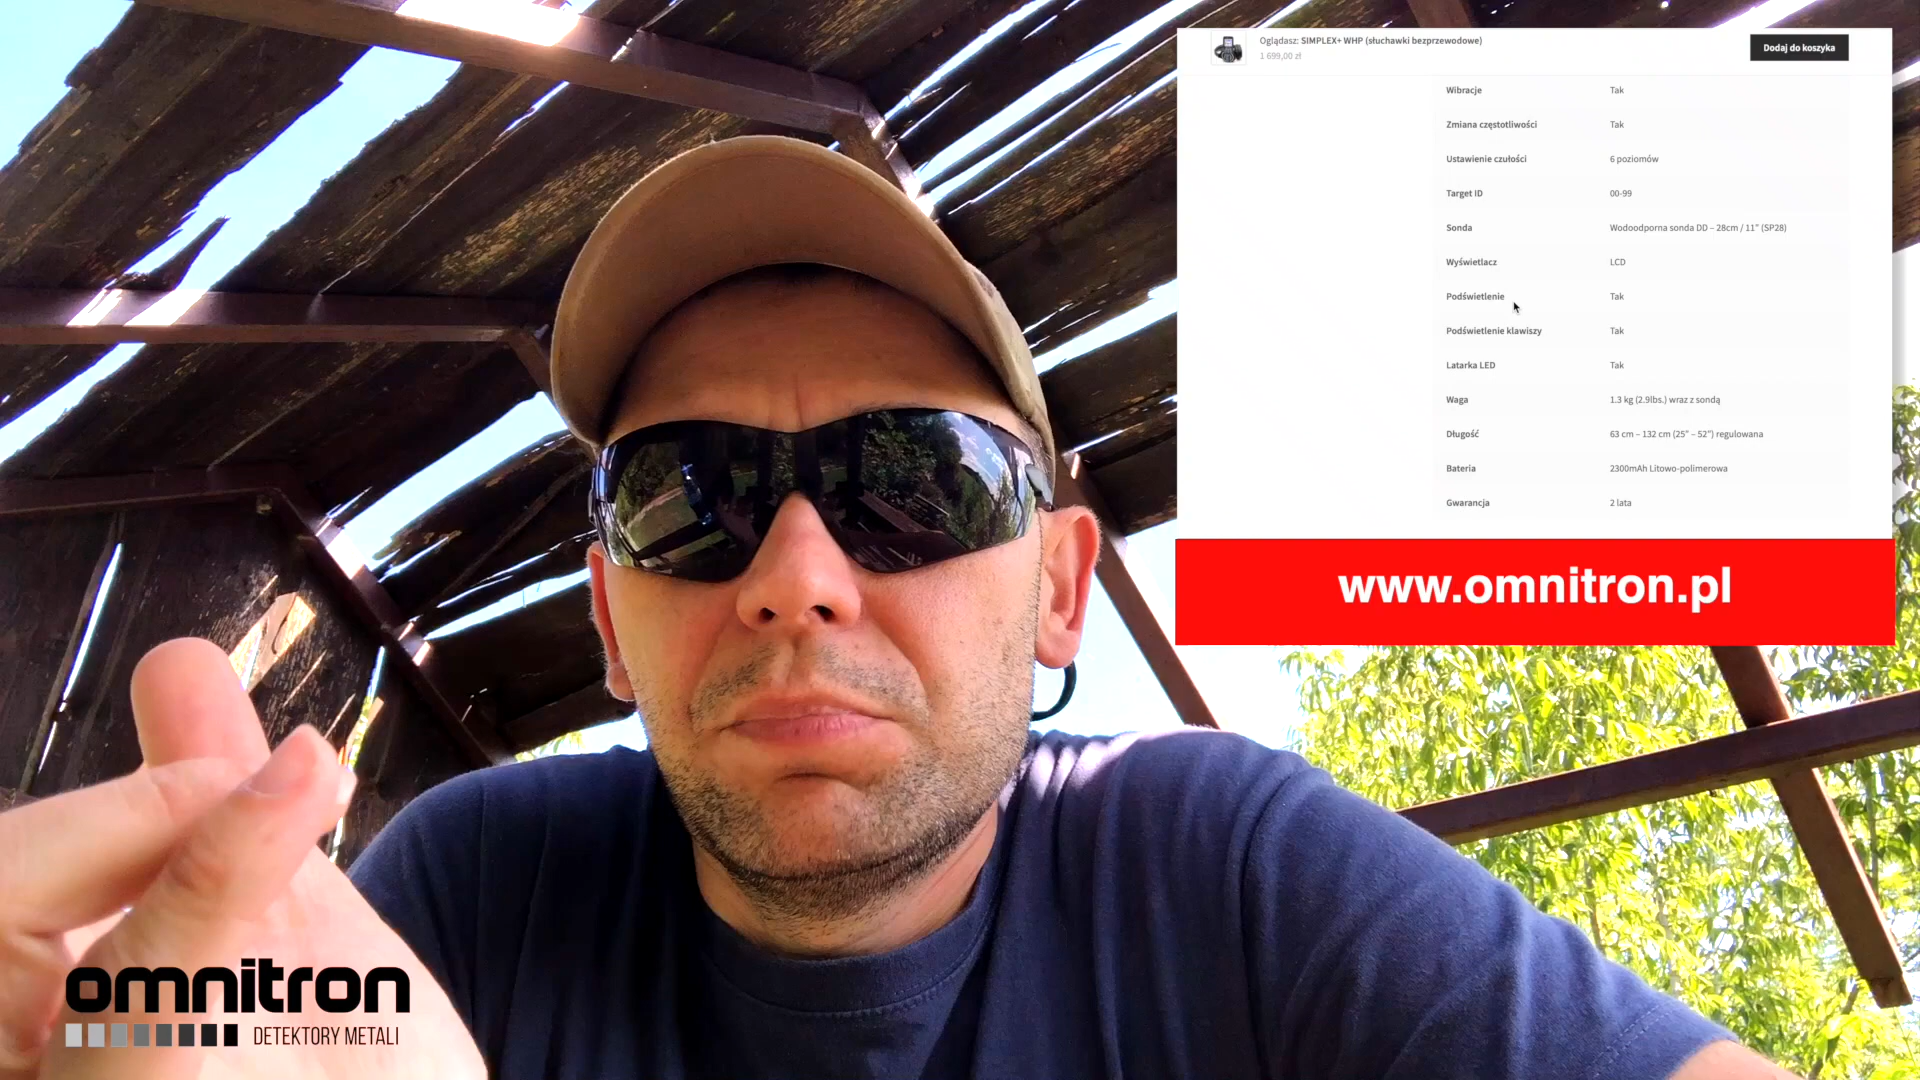 Oglądasz: SIMPLEX+ WHP (słuchawki bezprzewodowe)
1 699,00 zł
Dodaj do koszyka
Wibracje Tak
Zmiana częstotliwości Tak
Ustawienie czułości 6 poziomów
Target ID 00-99
Sonda Wodoodporna sonda DD – 28cm / 11" (SP28)
Wyświetlacz LCD
Podświetlenie Tak
Podświetlenie klawiszy Tak
Latarka LED Tak
Waga 1.3 kg (2.9lbs.) wraz z sondą
Długość 63 cm – 132 cm (25" – 52") regulowana
Bateria 2300mAh Litowo-polimerowa
Gwarancja 2 lata
www.omnitron.pl
omnitron
DETEKTORY METALI